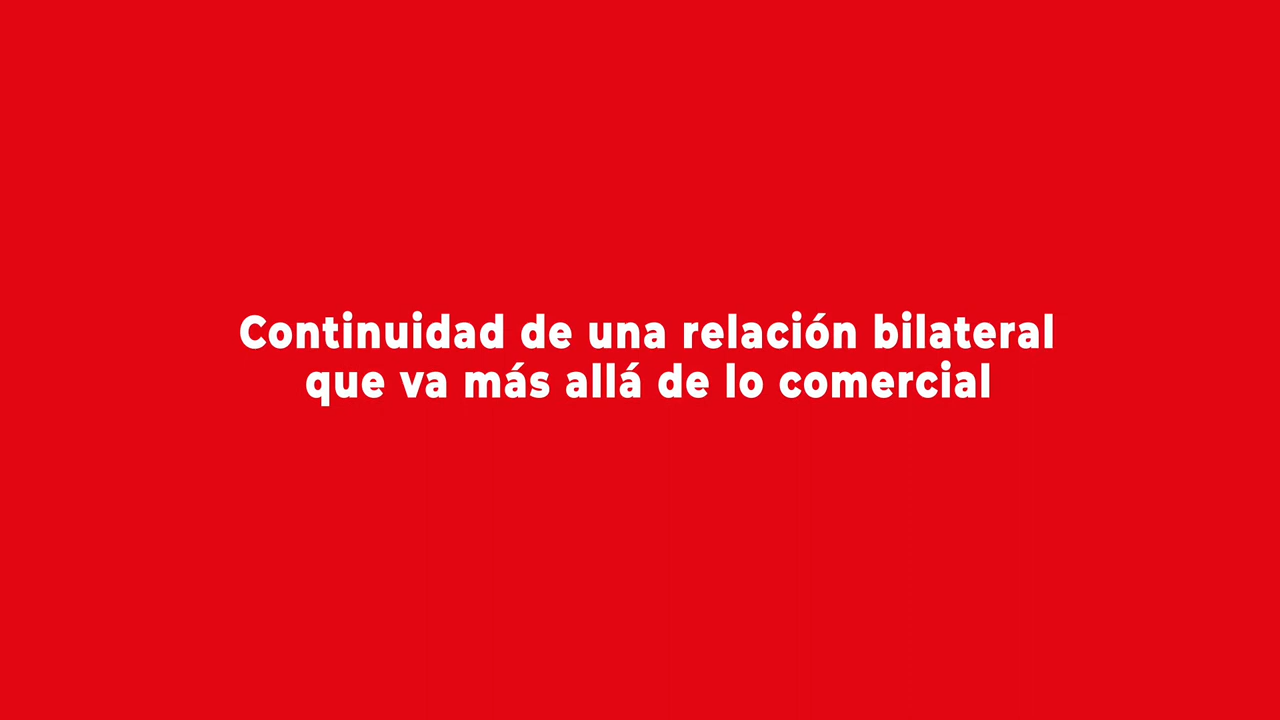 Continuidad de una relación bilateral
que va más allá de lo comercial